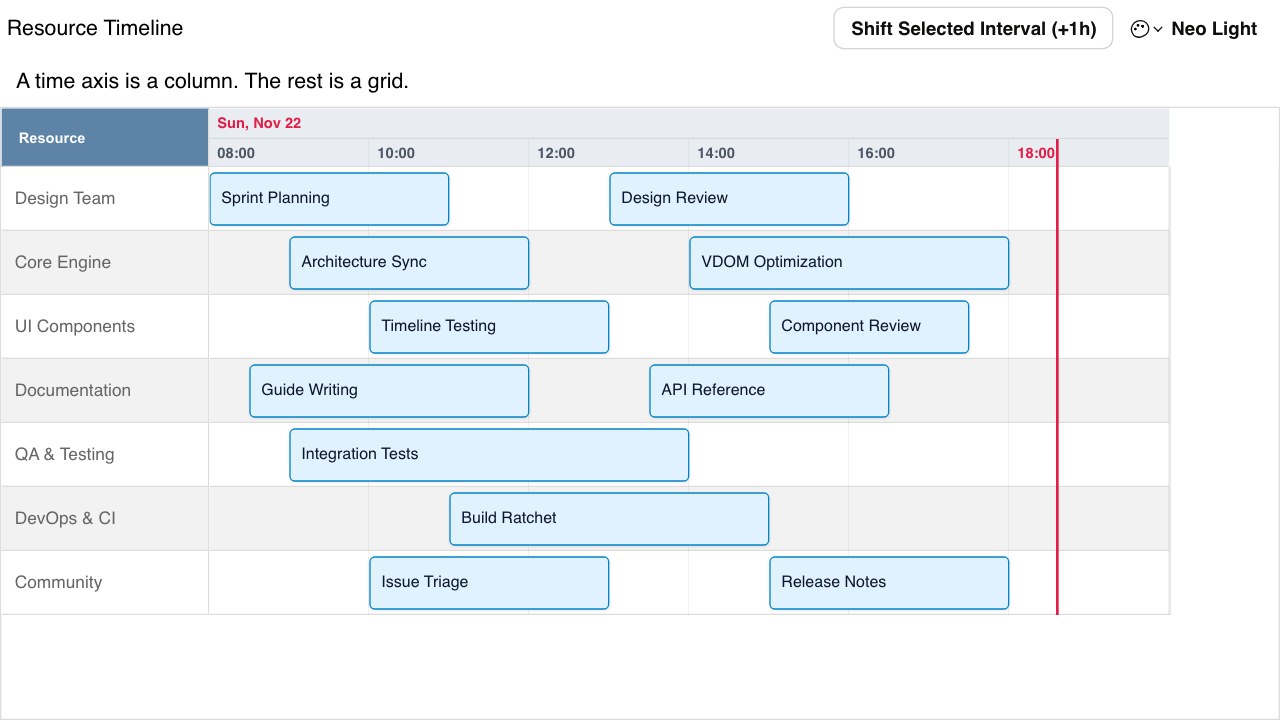 Resource Timeline
Shift Selected Interval (+1h)
Neo Light
A time axis is a column. The rest is a grid.
Resource
Sun, Nov 22
08:00 10:00 12:00 14:00 16:00 18:00
Design Team Sprint Planning Design Review
Core Engine Architecture Sync VDOM Optimization
UI Components Timeline Testing Component Review
Documentation Guide Writing API Reference
QA & Testing Integration Tests
DevOps & CI Build Ratchet
Community Issue Triage Release Notes